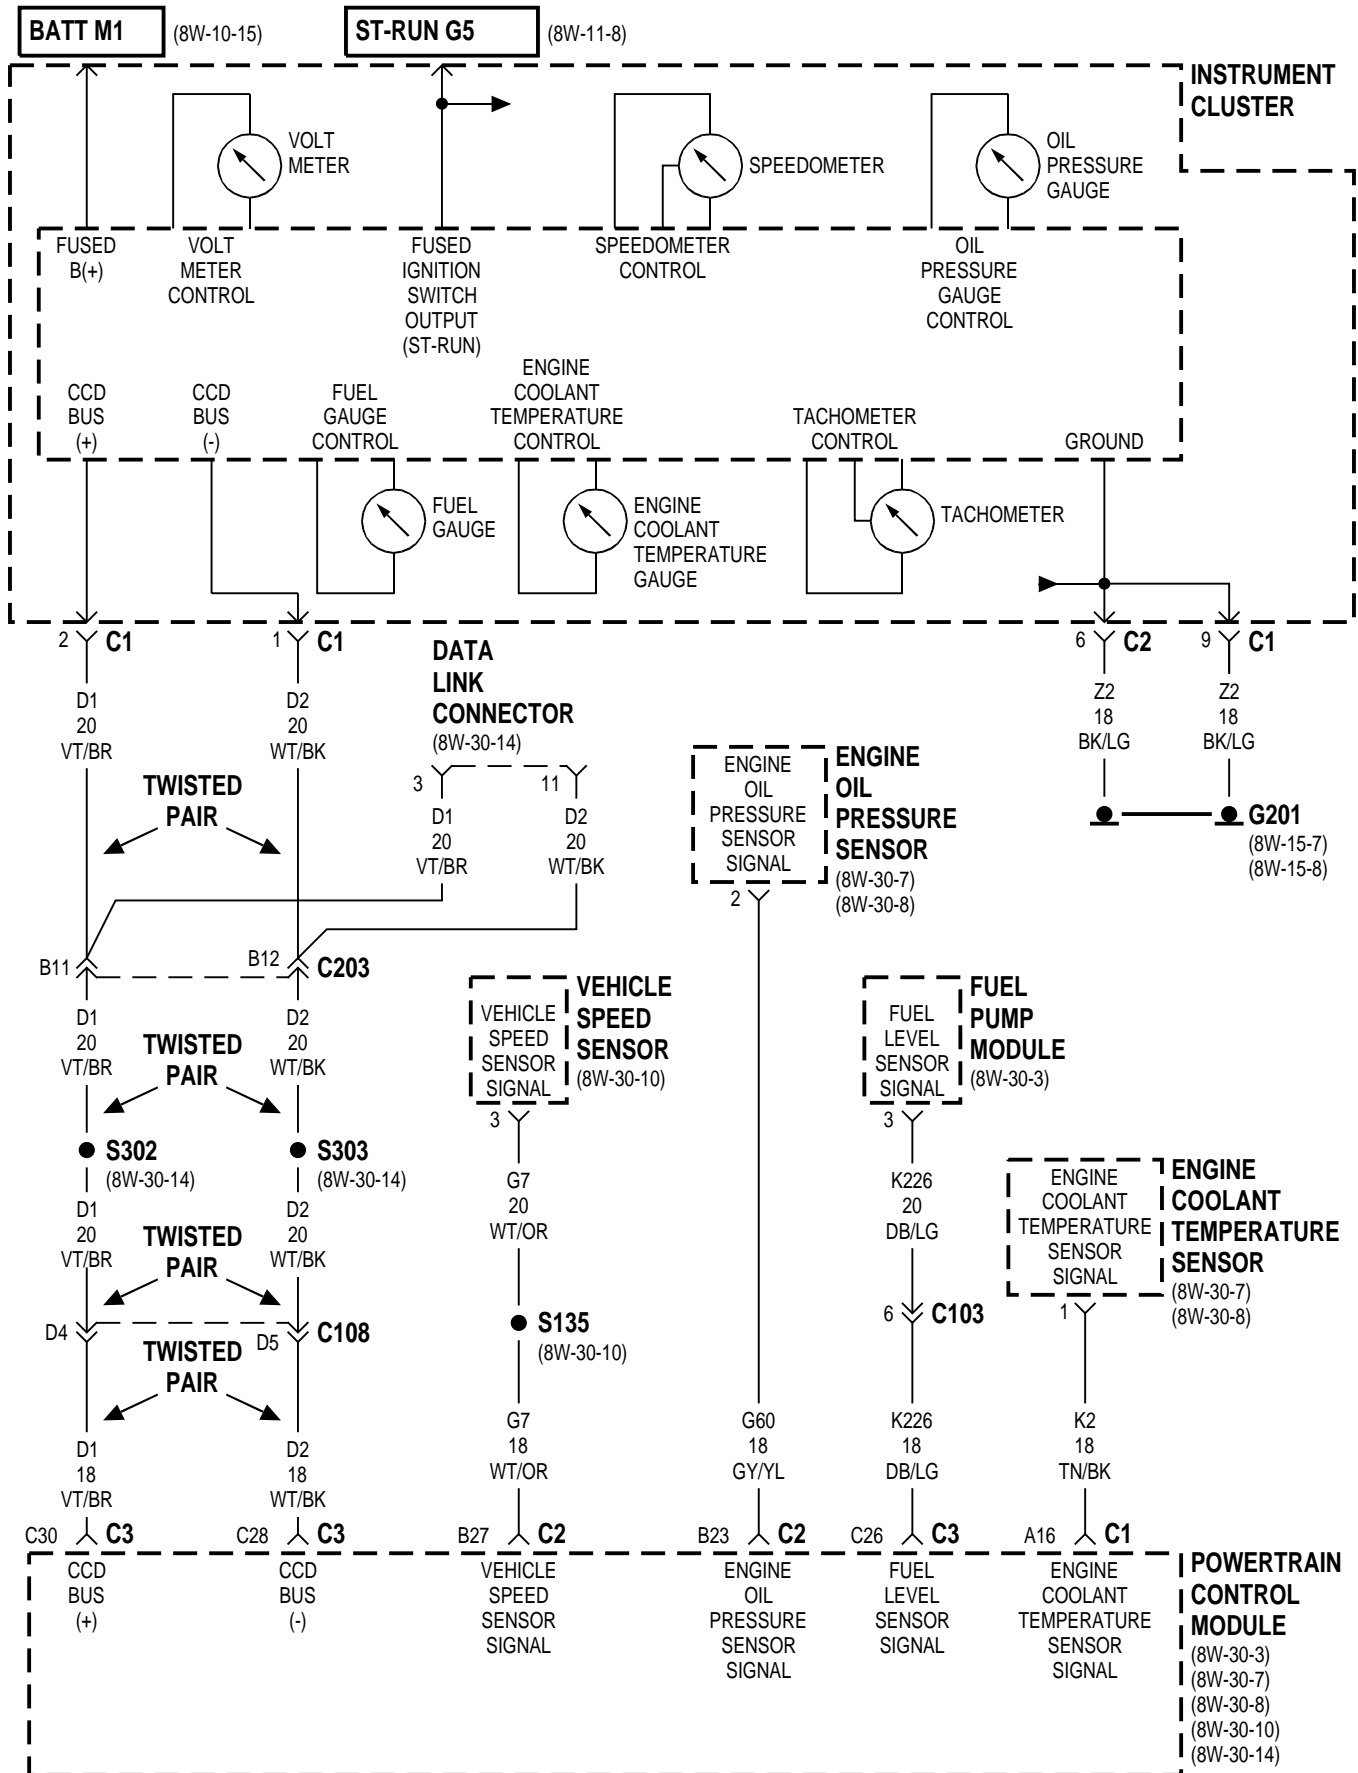 BATT M1
(8W-10-15)
ST-RUN G5
(8W-11-8)
INSTRUMENT
CLUSTER
VOLT
METER
SPEEDOMETER
OIL
PRESSURE
GAUGE
FUSED
B(+)
VOLT
METER
CONTROL
FUSED
IGNITION
SWITCH
OUTPUT
(ST-RUN)
SPEEDOMETER
CONTROL
OIL
PRESSURE
GAUGE
CONTROL
CCD
BUS
(+)
CCD
BUS
(-)
FUEL
GAUGE
CONTROL
ENGINE
COOLANT
TEMPERATURE
CONTROL
TACHOMETER
CONTROL
GROUND
FUEL
GAUGE
ENGINE
COOLANT
TEMPERATURE
GAUGE
TACHOMETER
2 C1
1 C1
6 C2
9 C1
D1
20
VT/BR
D2
20
WT/BK
DATA
LINK
CONNECTOR
(8W-30-14)
Z2
18
BK/LG
Z2
18
BK/LG
TWISTED
PAIR
3
11
D1
20
VT/BR
D2
20
WT/BK
ENGINE
OIL
PRESSURE
SENSOR
SIGNAL
ENGINE
OIL
PRESSURE
SENSOR
(8W-30-7)
(8W-30-8)
2
G201
(8W-15-7)
(8W-15-8)
B11
B12 C203
D1
20
VT/BR
D2
20
WT/BK
TWISTED
PAIR
VEHICLE
SPEED
SENSOR
SIGNAL
VEHICLE
SPEED
SENSOR
(8W-30-10)
3
FUEL
LEVEL
SENSOR
SIGNAL
FUEL
PUMP
MODULE
(8W-30-3)
3
S302
(8W-30-14)
S303
(8W-30-14)
G7
20
WT/OR
K226
20
DB/LG
ENGINE
COOLANT
TEMPERATURE
SENSOR
SIGNAL
ENGINE
COOLANT
TEMPERATURE
SENSOR
(8W-30-7)
(8W-30-8)
1
D1
20
VT/BR
D2
20
WT/BK
TWISTED
PAIR
D4
D5 C108
S135
(8W-30-10)
6 C103
TWISTED
PAIR
D1
18
VT/BR
D2
18
WT/BK
G7
18
WT/OR
G60
18
GY/YL
K226
18
DB/LG
K2
18
TN/BK
C30 C3
C28 C3
B27 C2
B23 C2
C26 C3
A16 C1
CCD
BUS
(+)
CCD
BUS
(-)
VEHICLE
SPEED
SENSOR
SIGNAL
ENGINE
OIL
PRESSURE
SENSOR
SIGNAL
FUEL
LEVEL
SENSOR
SIGNAL
ENGINE
COOLANT
TEMPERATURE
SENSOR
SIGNAL
POWERTRAIN
CONTROL
MODULE
(8W-30-3)
(8W-30-7)
(8W-30-8)
(8W-30-10)
(8W-30-14)